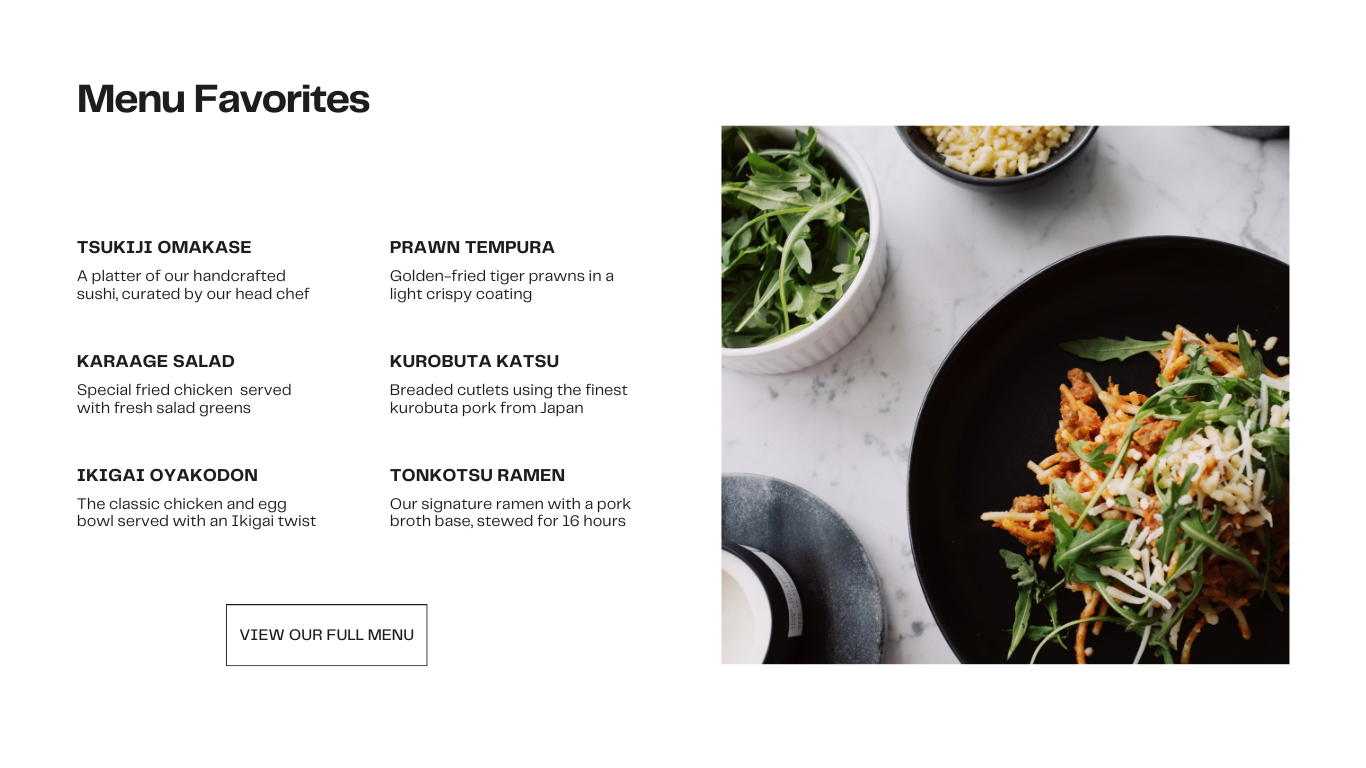 Menu Favorites
TSUKIJI OMAKASE
A platter of our handcrafted
sushi, curated by our head chef
PRAWN TEMPURA
Golden-fried tiger prawns in a
light crispy coating
KARAAGE SALAD
Special fried chicken  served
with fresh salad greens
KUROBUTA KATSU
Breaded cutlets using the finest
kurobuta pork from Japan
IKIGAI OYAKODON
The classic chicken and egg
bowl served with an Ikigai twist
TONKOTSU RAMEN
Our signature ramen with a pork
broth base, stewed for 16 hours
VIEW OUR FULL MENU